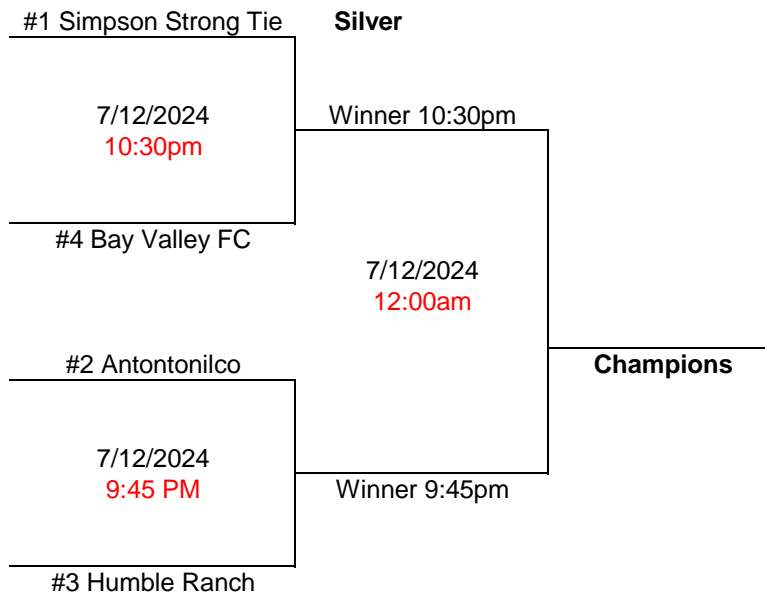 #1 Simpson Strong Tie
Silver
7/12/2024
10:30pm
Winner 10:30pm
#4 Bay Valley FC
7/12/2024
12:00am
#2 Antontonilco
Champions
7/12/2024
9:45 PM
Winner 9:45pm
#3 Humble Ranch